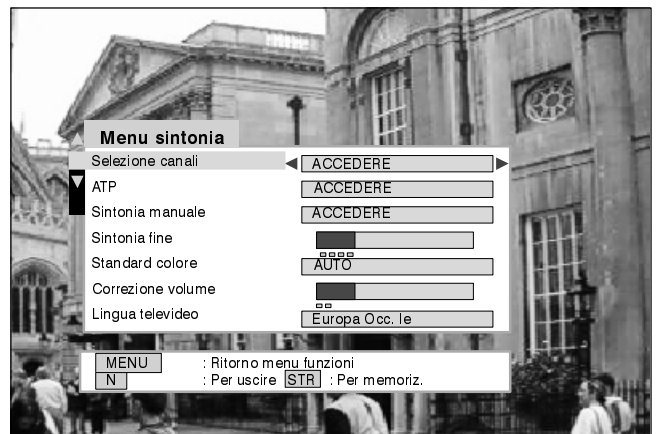 Menu sintonia
Selezione canali ACCEDERE
ATP ACCEDERE
Sintonia manuale ACCEDERE
Sintonia fine
Standard colore AUTO
Correzione volume
Lingua televideo Europa Occ. le
MENU : Ritorno menu funzioni
N : Per uscire STR : Per memoriz.